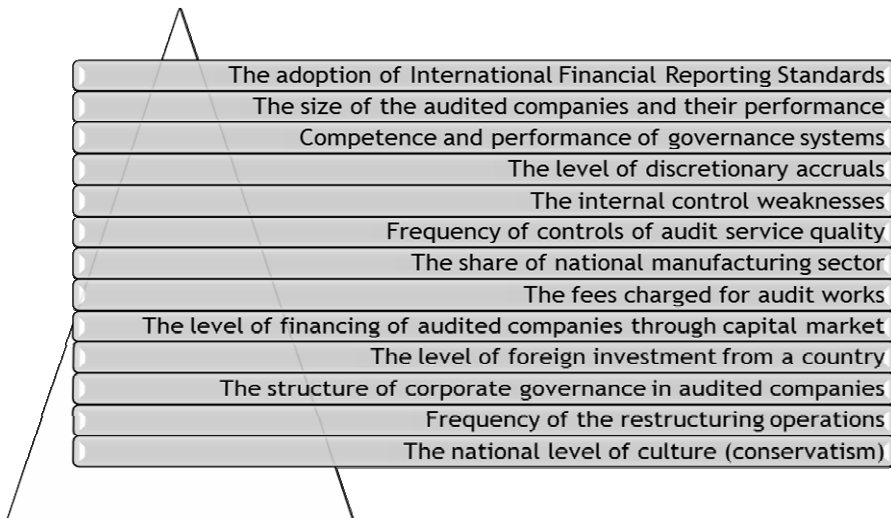 The adoption of International Financial Reporting Standards
The size of the audited companies and their performance
Competence and performance of governance systems
The level of discretionary accruals
The internal control weaknesses
Frequency of controls of audit service quality
The share of national manufacturing sector
The fees charged for audit works
The level of financing of audited companies through capital market
The level of foreign investment from a country
The structure of corporate governance in audited companies
Frequency of the restructuring operations
The national level of culture (conservatism)